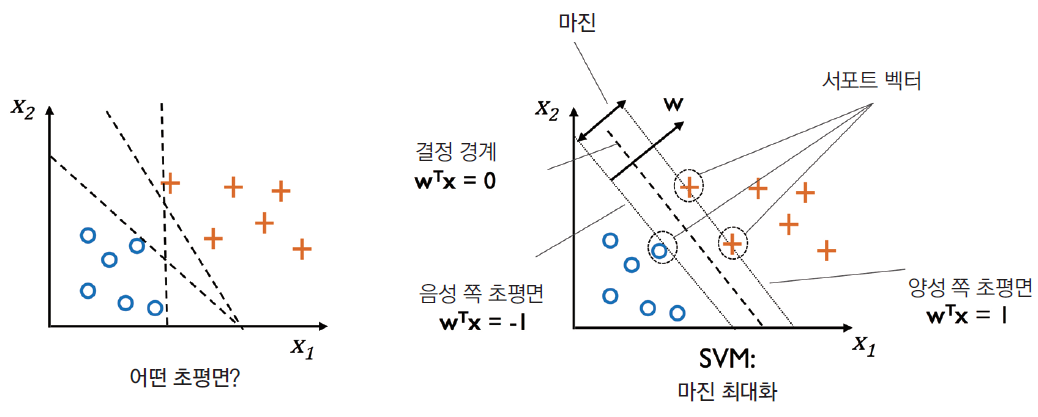 x₂
x₁
어떤 초평면?
마진
서포트 벡터
x₂
w
결정 경계
wᵀx = 0
음성 쪽 초평면
wᵀx = -1
양성 쪽 초평면
wᵀx = 1
x₁
SVM:
마진 최대화